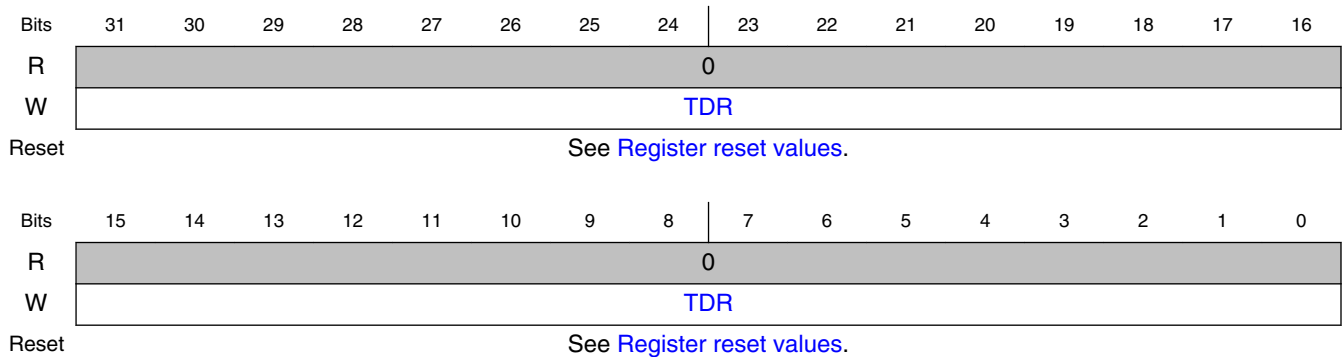 Bits 31 30 29 28 27 26 25 24 23 22 21 20 19 18 17 16
R 0
W TDR
Reset See Register reset values.
Bits 15 14 13 12 11 10 9 8 7 6 5 4 3 2 1 0
R 0
W TDR
Reset See Register reset values.